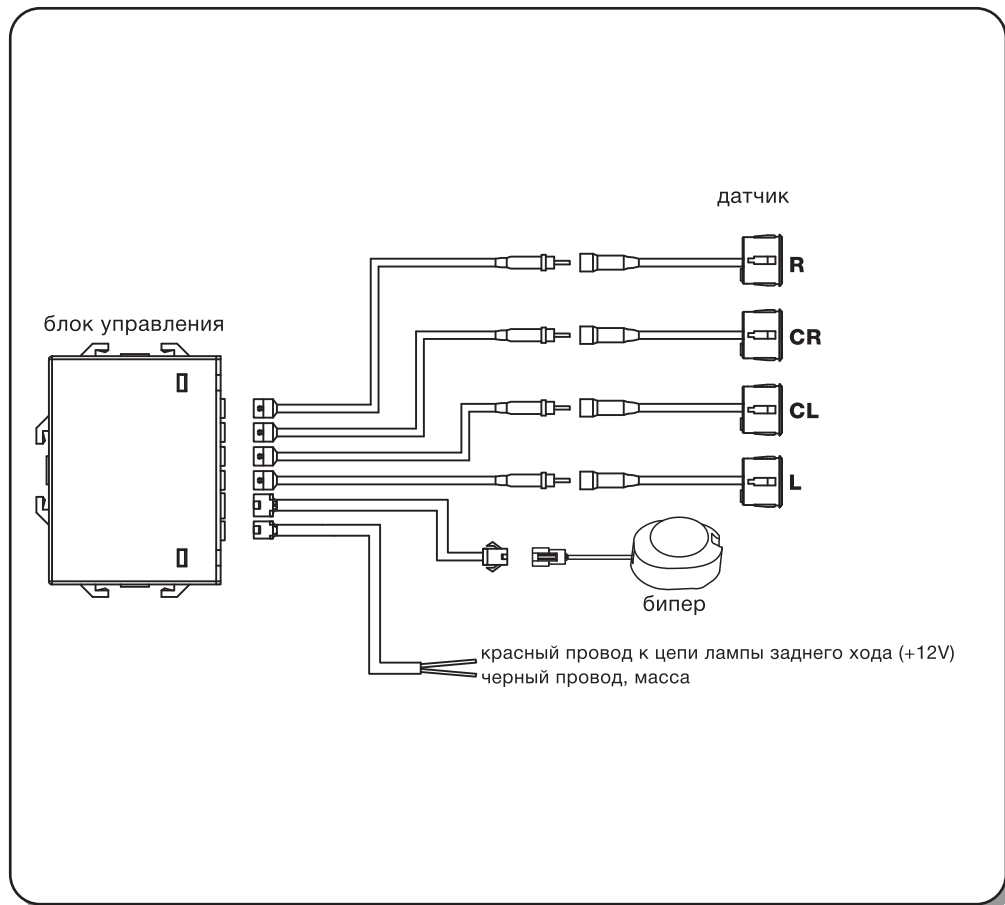 датчик
R
блок управления
CR
CL
L
бипер
красный провод к цепи лампы заднего хода (+12V)
черный провод, масса